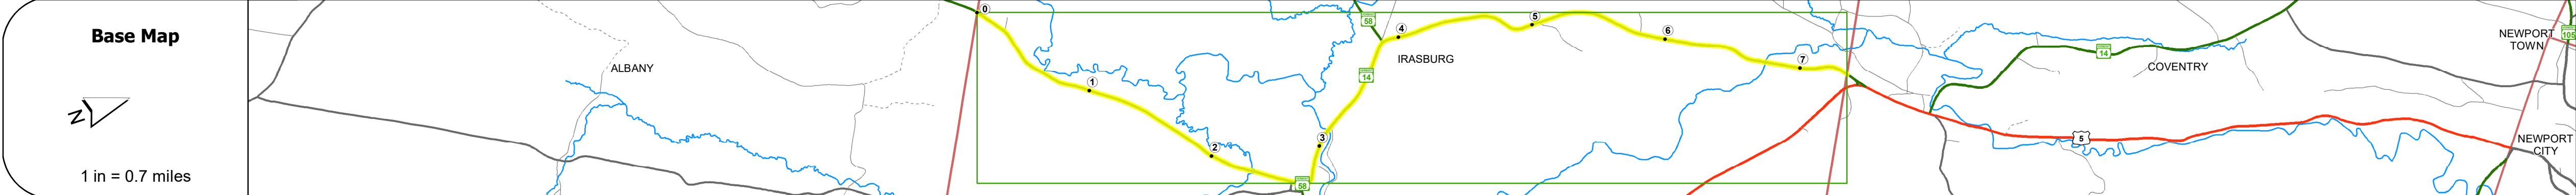 Base Map
N
1 in = 0.7 miles
ALBANY
0
1
2
3
58
14
58
4
IRASBURG
5
6
7
14
COVENTRY
5
NEWPORT
TOWN
105
NEWPORT
CITY